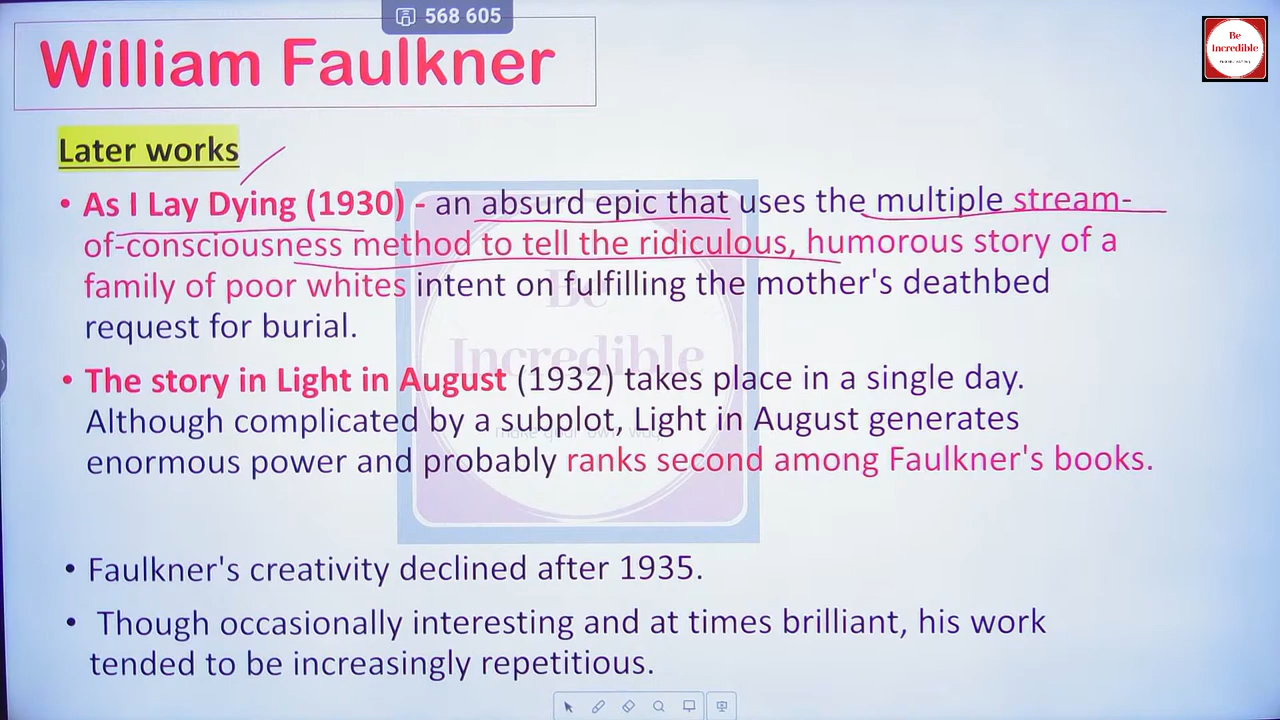 568 605
William Faulkner
Be
Incredible
Later works
• As I Lay Dying (1930) - an absurd epic that uses the multiple stream-
of-consciousness method to tell the ridiculous, humorous story of a
family of poor whites intent on fulfilling the mother's deathbed
request for burial.
Be
Incredible
• The story in Light in August (1932) takes place in a single day.
Although complicated by a subplot, Light in August generates
enormous power and probably ranks second among Faulkner's books.
• Faulkner's creativity declined after 1935.
• Though occasionally interesting and at times brilliant, his work
tended to be increasingly repetitious.